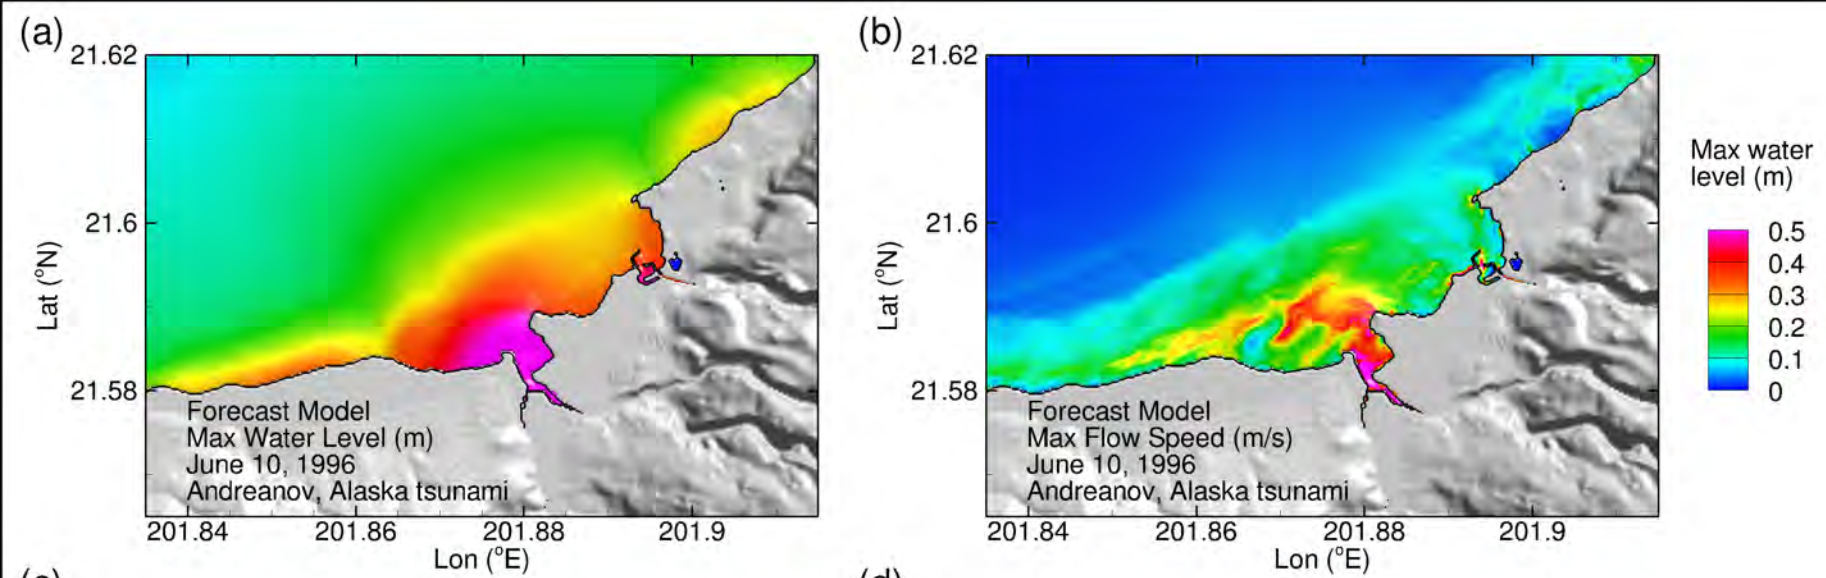 (a)
21.62
21.6
21.58
Lat (°N)
Forecast Model
Max Water Level (m)
June 10, 1996
Andreanov, Alaska tsunami
201.84 201.86 201.88 201.9
Lon (°E)
(b)
21.62
21.6
21.58
Lat (°N)
Forecast Model
Max Flow Speed (m/s)
June 10, 1996
Andreanov, Alaska tsunami
201.84 201.86 201.88 201.9
Lon (°E)
Max water
level (m)
0.5
0.4
0.3
0.2
0.1
0